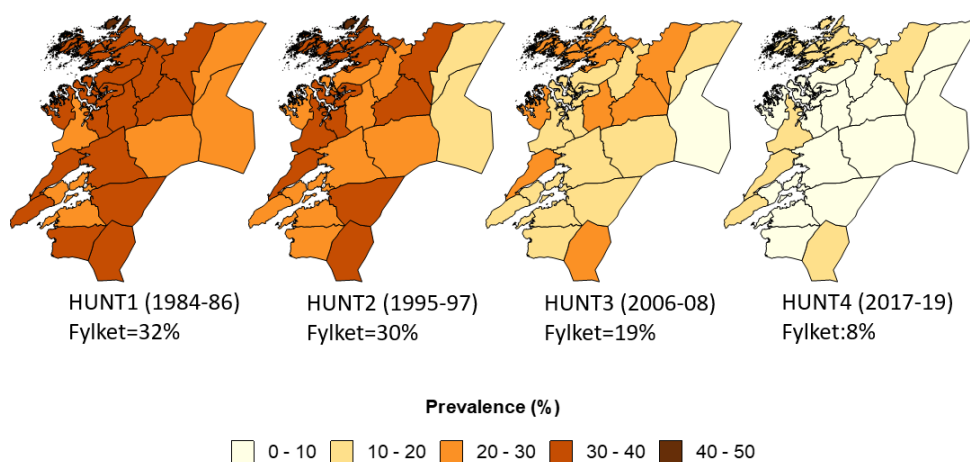 HUNT1 (1984-86)
Fylket=32%
HUNT2 (1995-97)
Fylket=30%
HUNT3 (2006-08)
Fylket=19%
HUNT4 (2017-19)
Fylket:8%
Prevalence (%)
0 - 10 10 - 20 20 - 30 30 - 40 40 - 50